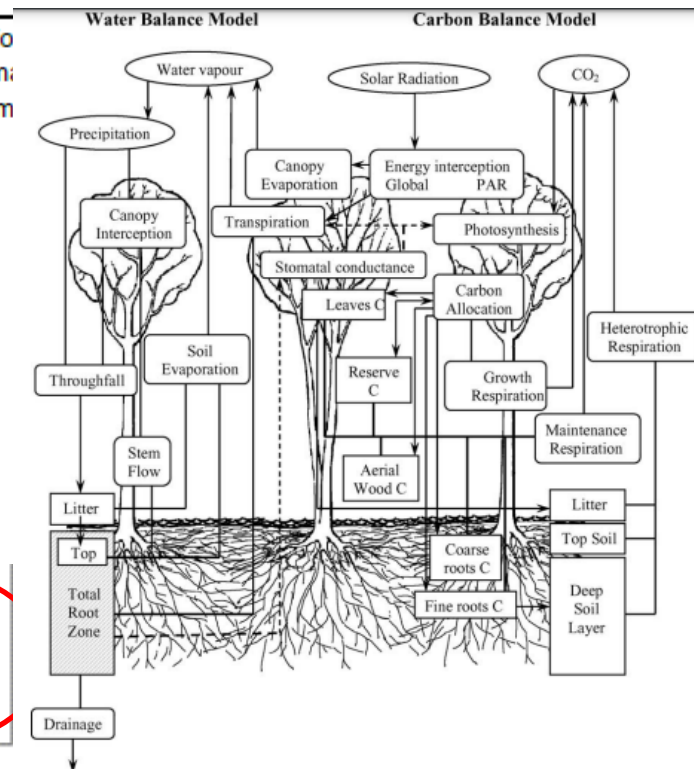 Water Balance Model
Carbon Balance Model
Water vapour
Solar Radiation
CO₂
Precipitation
Canopy
Evaporation
Energy interception
Global PAR
Canopy
Interception
Transpiration
Photosynthesis
Stomatal conductance
Leaves C
Carbon
Allocation
Heterotrophic
Respiration
Soil
Evaporation
Throughfall
Reserve
C
Growth
Respiration
Maintenance
Respiration
Stem
Flow
Aerial
Wood C
Litter
Litter
Top
Top Soil
Coarse
roots C
Total
Root
Zone
Fine roots C
Deep
Soil
Layer
Drainage